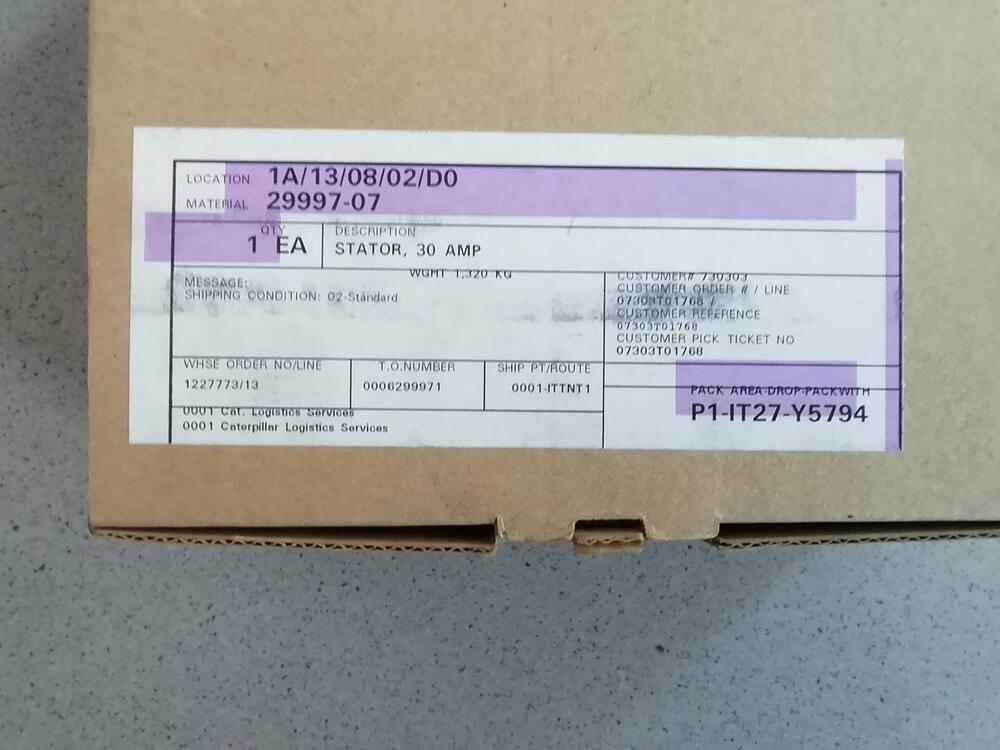 LOCATION 1A/13/08/02/D0
MATERIAL 29997-07
QTY
1 EA
DESCRIPTION
STATOR, 30 AMP
WGHT 1,320 KG
MESSAGE:
SHIPPING CONDITION: 02-Standard
CUSTOMER# 730303
CUSTOMER ORDER # / LINE
07303T01768 /
CUSTOMER REFERENCE
07303T01768
CUSTOMER PICK TICKET NO
07303T01768
WHSE ORDER NO/LINE
1227773/13
T.O.NUMBER
0006299971
SHIP PT/ROUTE
0001-ITTNT1
PACK AREA-DROP-PACKWITH
P1-IT27-Y5794
0001 Cat. Logistics Services
0001 Caterpillar Logistics Services